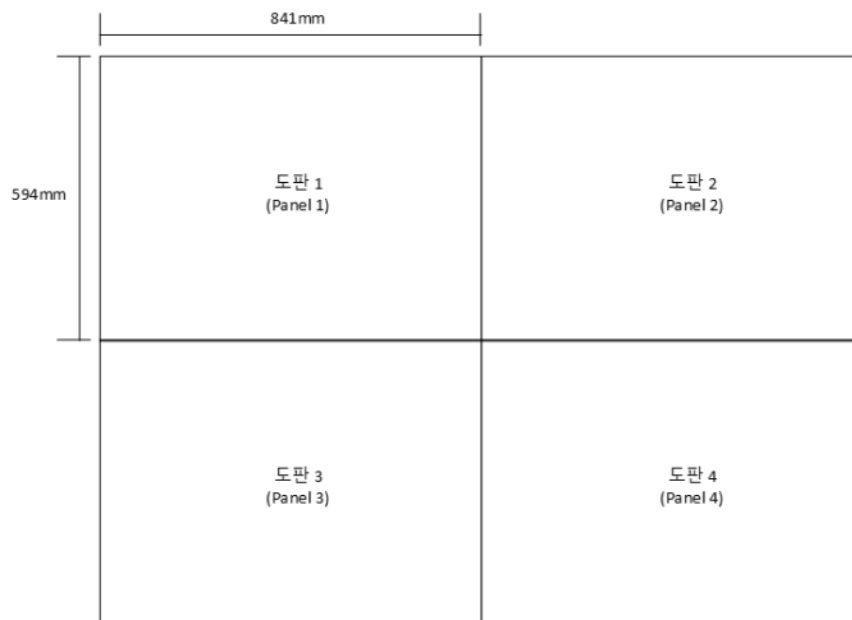 841mm
594mm
도판 1
(Panel 1)
도판 2
(Panel 2)
도판 3
(Panel 3)
도판 4
(Panel 4)